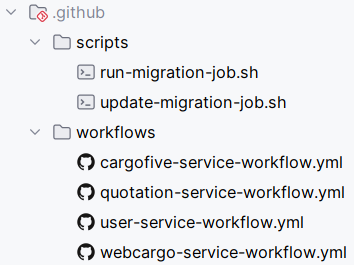 .github
scripts
run-migration-job.sh
update-migration-job.sh
workflows
cargofive-service-workflow.yml
quotation-service-workflow.yml
user-service-workflow.yml
webcargo-service-workflow.yml